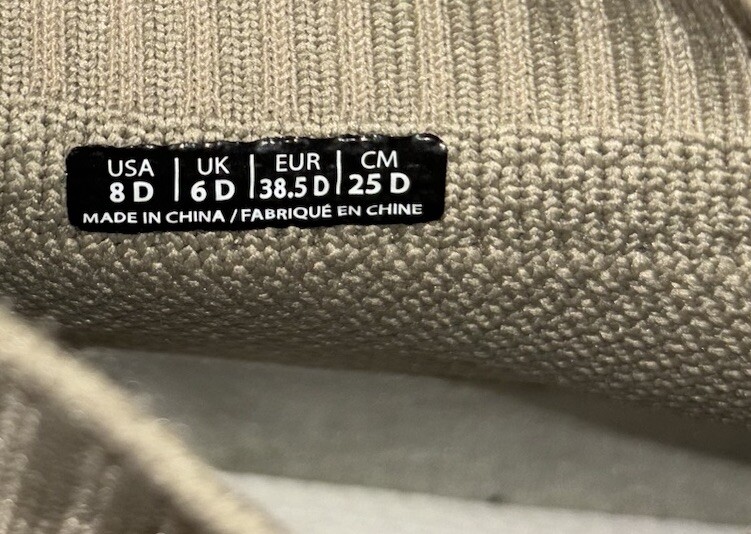 USA | UK | EUR | CM
8 D | 6 D | 38.5 D | 25 D
MADE IN CHINA / FABRIQUÉ EN CHINE